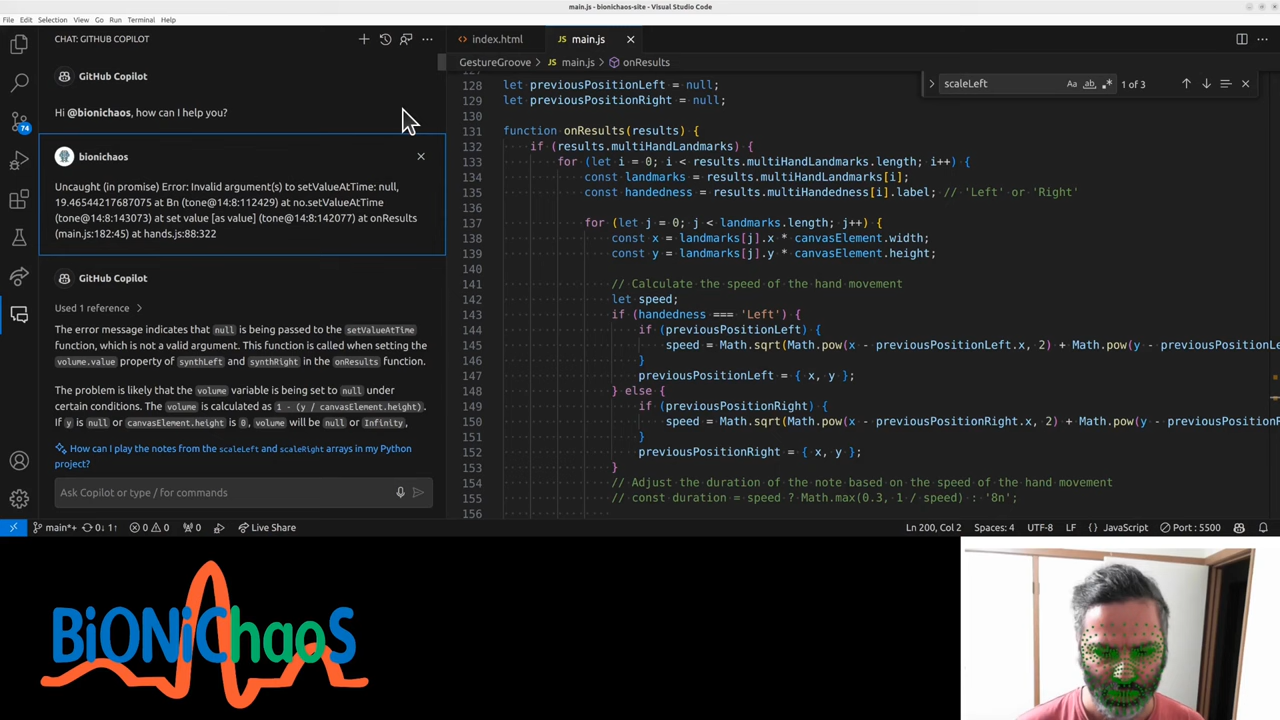 main.js - bionichaos-site - Visual Studio Code
File Edit Selection View Go Run Terminal Help
CHAT: GITHUB COPILOT
GitHub Copilot
Hi @bionichaos, how can I help you?
bionichaos
Uncaught (in promise) Error: Invalid argument(s) to setValueAtTime: null,
19.46544217687075 at Bn (tone@14:8:112429) at no.setValueAtTime
(tone@14:8:143073) at set value [as value] (tone@14:8:142077) at onResults
(main.js:182:45) at hands.js:88:322
GitHub Copilot
Used 1 reference
The error message indicates that null is being passed to the setValueAtTime
function, which is not a valid argument. This function is called when setting the
volume.value property of synthLeft and synthRight in the onResults function.
The problem is likely that the volume variable is being set to null under
certain conditions. The volume is calculated as 1 - (y / canvasElement.height).
If y is null or canvasElement.height is 0, volume will be null or Infinity,
How can I play the notes from the scaleLeft and scaleRight arrays in my Python
project?
Ask Copilot or type / for commands
74
index.html
main.js
GestureGroove > JS main.js > onResults
scaleLeft
Aa ab .*
1 of 3
128 let previousPositionLeft = null;
129 let previousPositionRight = null;
130
131 function onResults(results) {
132 if (results.multiHandLandmarks) {
133 for (let i = 0; i < results.multiHandLandmarks.length; i++) {
134 const landmarks = results.multiHandLandmarks[i];
135 const handedness = results.multiHandedness[i].label; // 'Left' or 'Right'
136
137 for (let j = 0; j < landmarks.length; j++) {
138 const x = landmarks[j].x * canvasElement.width;
139 const y = landmarks[j].y * canvasElement.height;
140
141 // Calculate the speed of the hand movement
142 let speed;
143 if (handedness === 'Left') {
144 if (previousPositionLeft) {
145 speed = Math.sqrt(Math.pow(x - previousPositionLeft.x, 2) + Math.pow(y - previousPositionLe
146 }
147 previousPositionLeft = { x, y };
148 } else {
149 if (previousPositionRight) {
150 speed = Math.sqrt(Math.pow(x - previousPositionRight.x, 2) + Math.pow(y - previousPosition
151 }
152 previousPositionRight = { x, y };
153 }
154 // Adjust the duration of the note based on the speed of the hand movement
155 // const duration = speed ? Math.max(0.3, 1 / speed) : '8n';
156
main*+ 0↓ 1↑ 0 0 0 Live Share
Ln 200, Col 2 Spaces: 4 UTF-8 LF {} JavaScript Port : 5500
BiONiChaoS